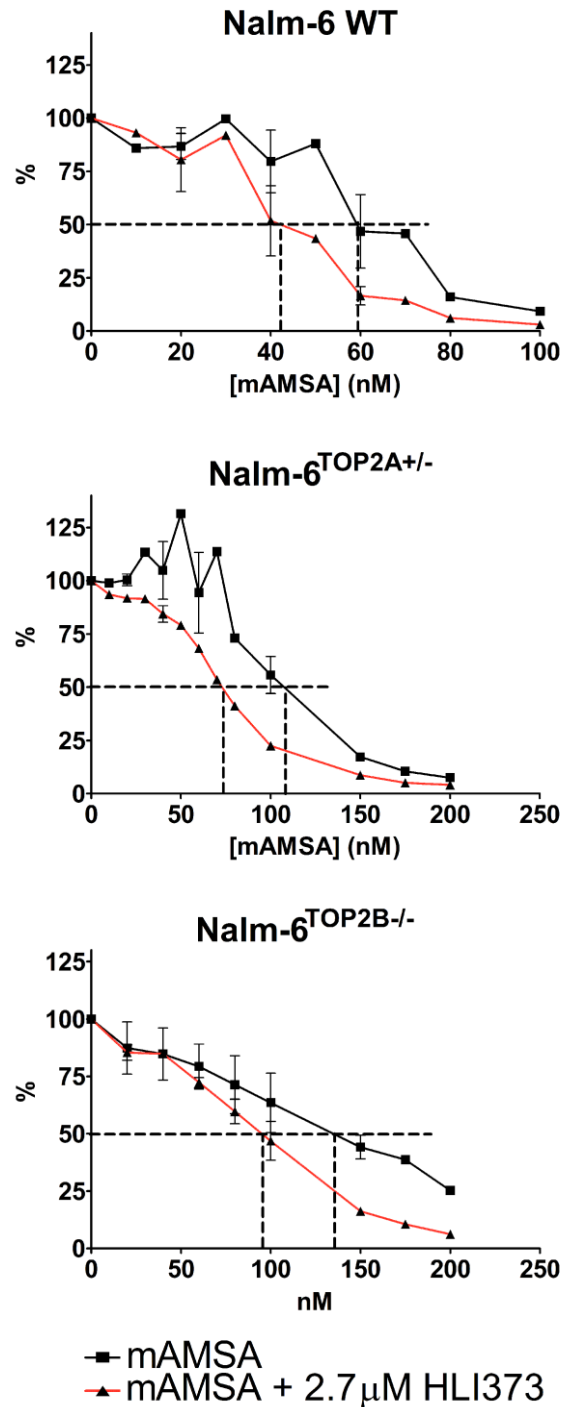 Nalm-6 WT
125
100
75
50
25
0
%
0 20 40 60 80 100
[mAMSA] (nM)
Nalm-6TOP2A+/-
125
100
75
50
25
0
%
0 50 100 150 200 250
[mAMSA] (nM)
Nalm-6TOP2B-/-
125
100
75
50
25
0
%
0 50 100 150 200 250
nM
mAMSA
mAMSA + 2.7μM HLI373